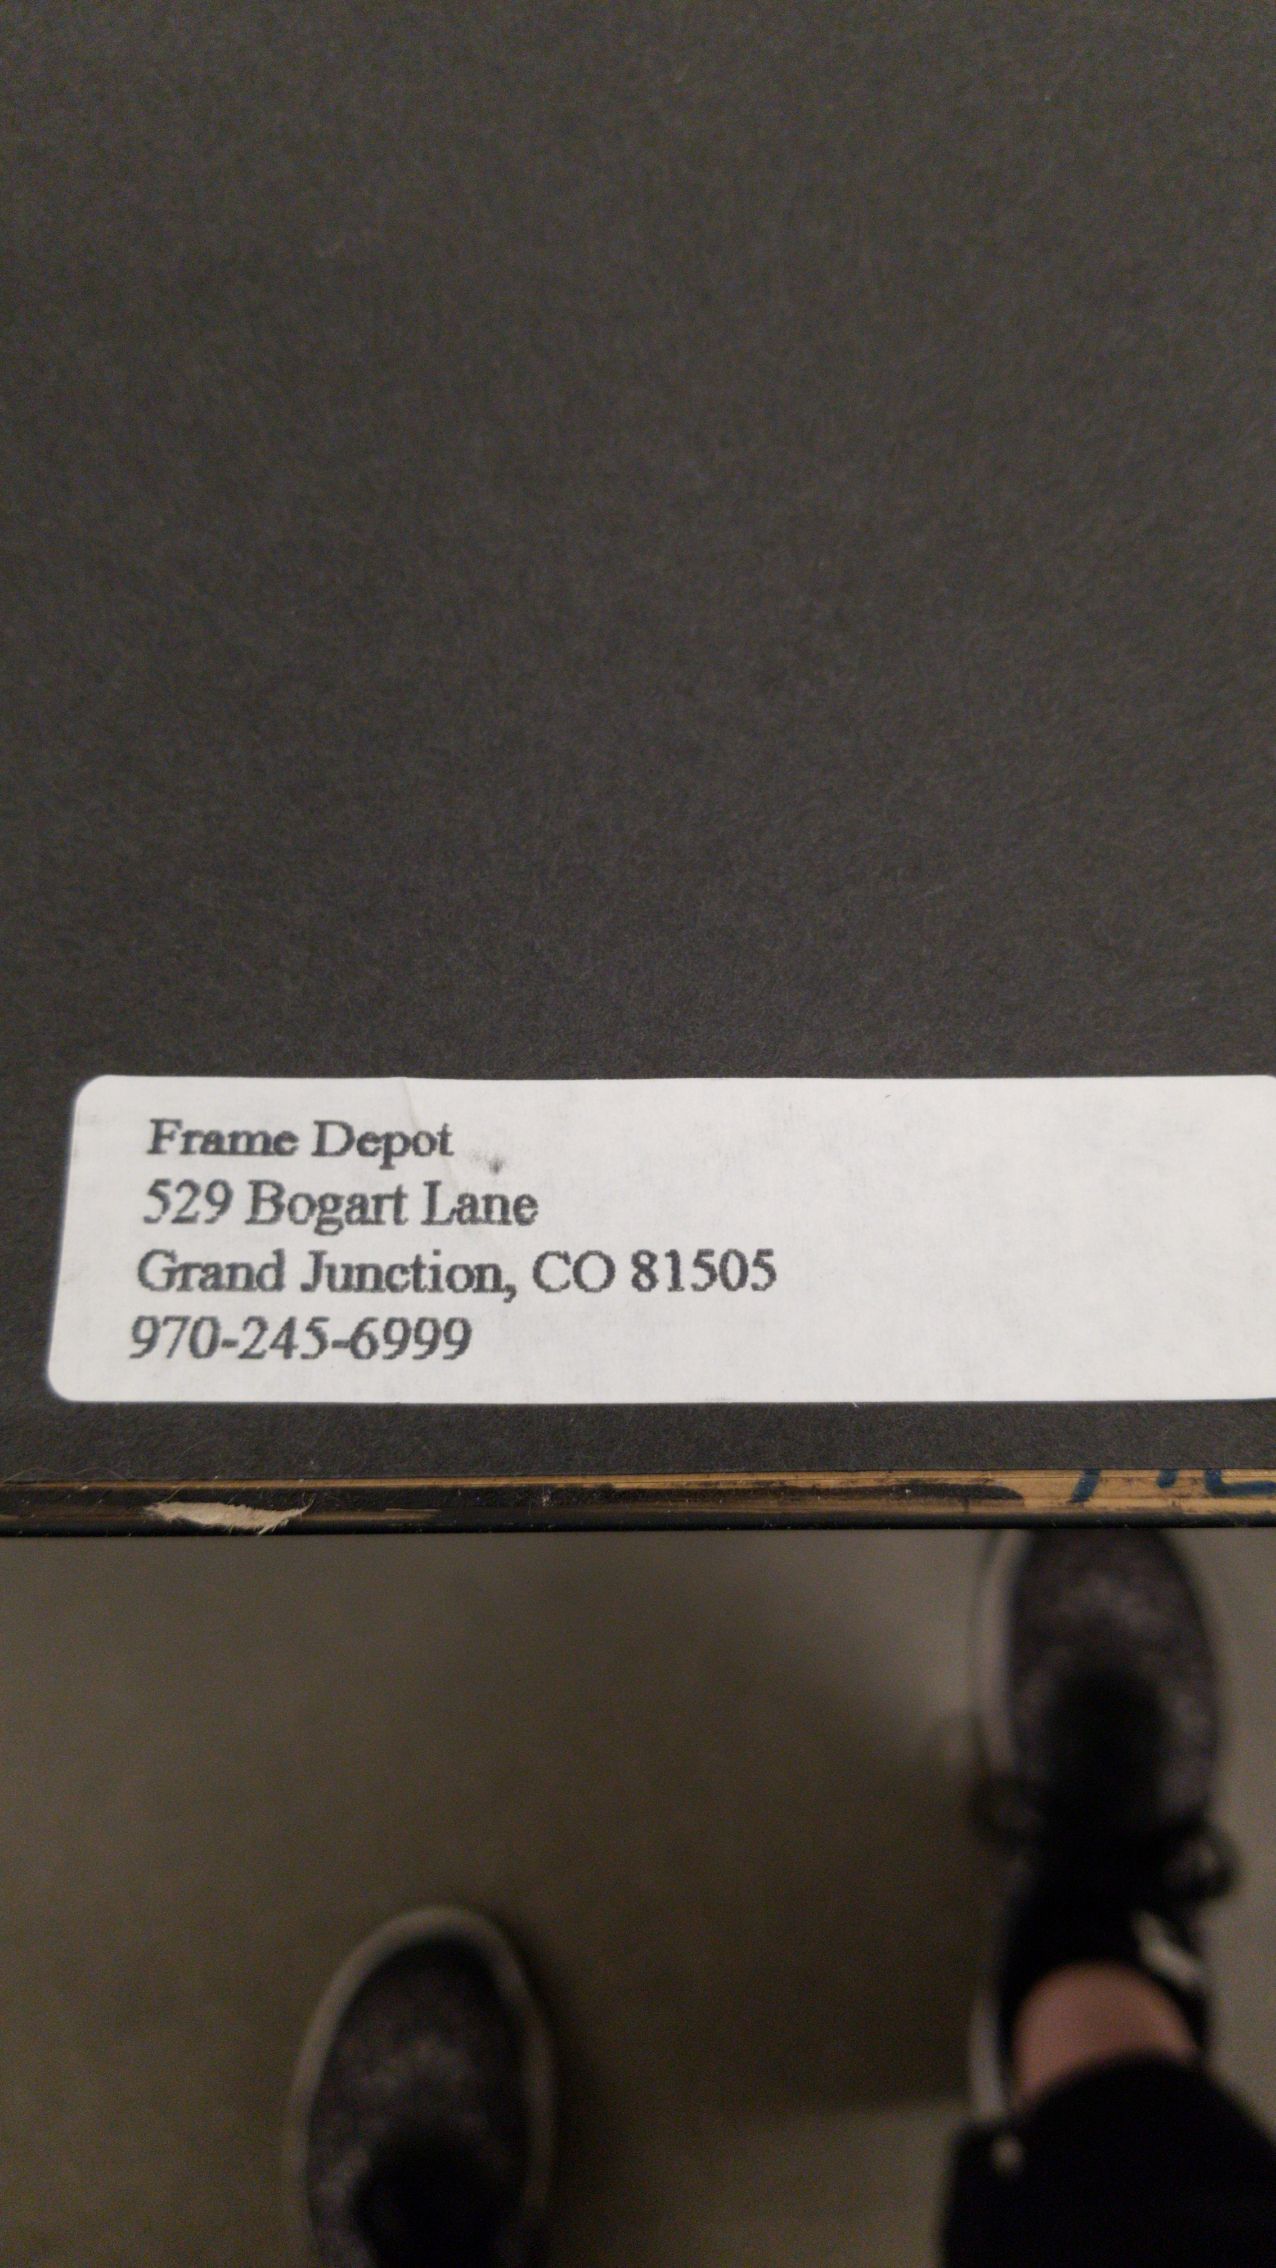 Frame Depot
529 Bogart Lane
Grand Junction, CO 81505
970-245-6999